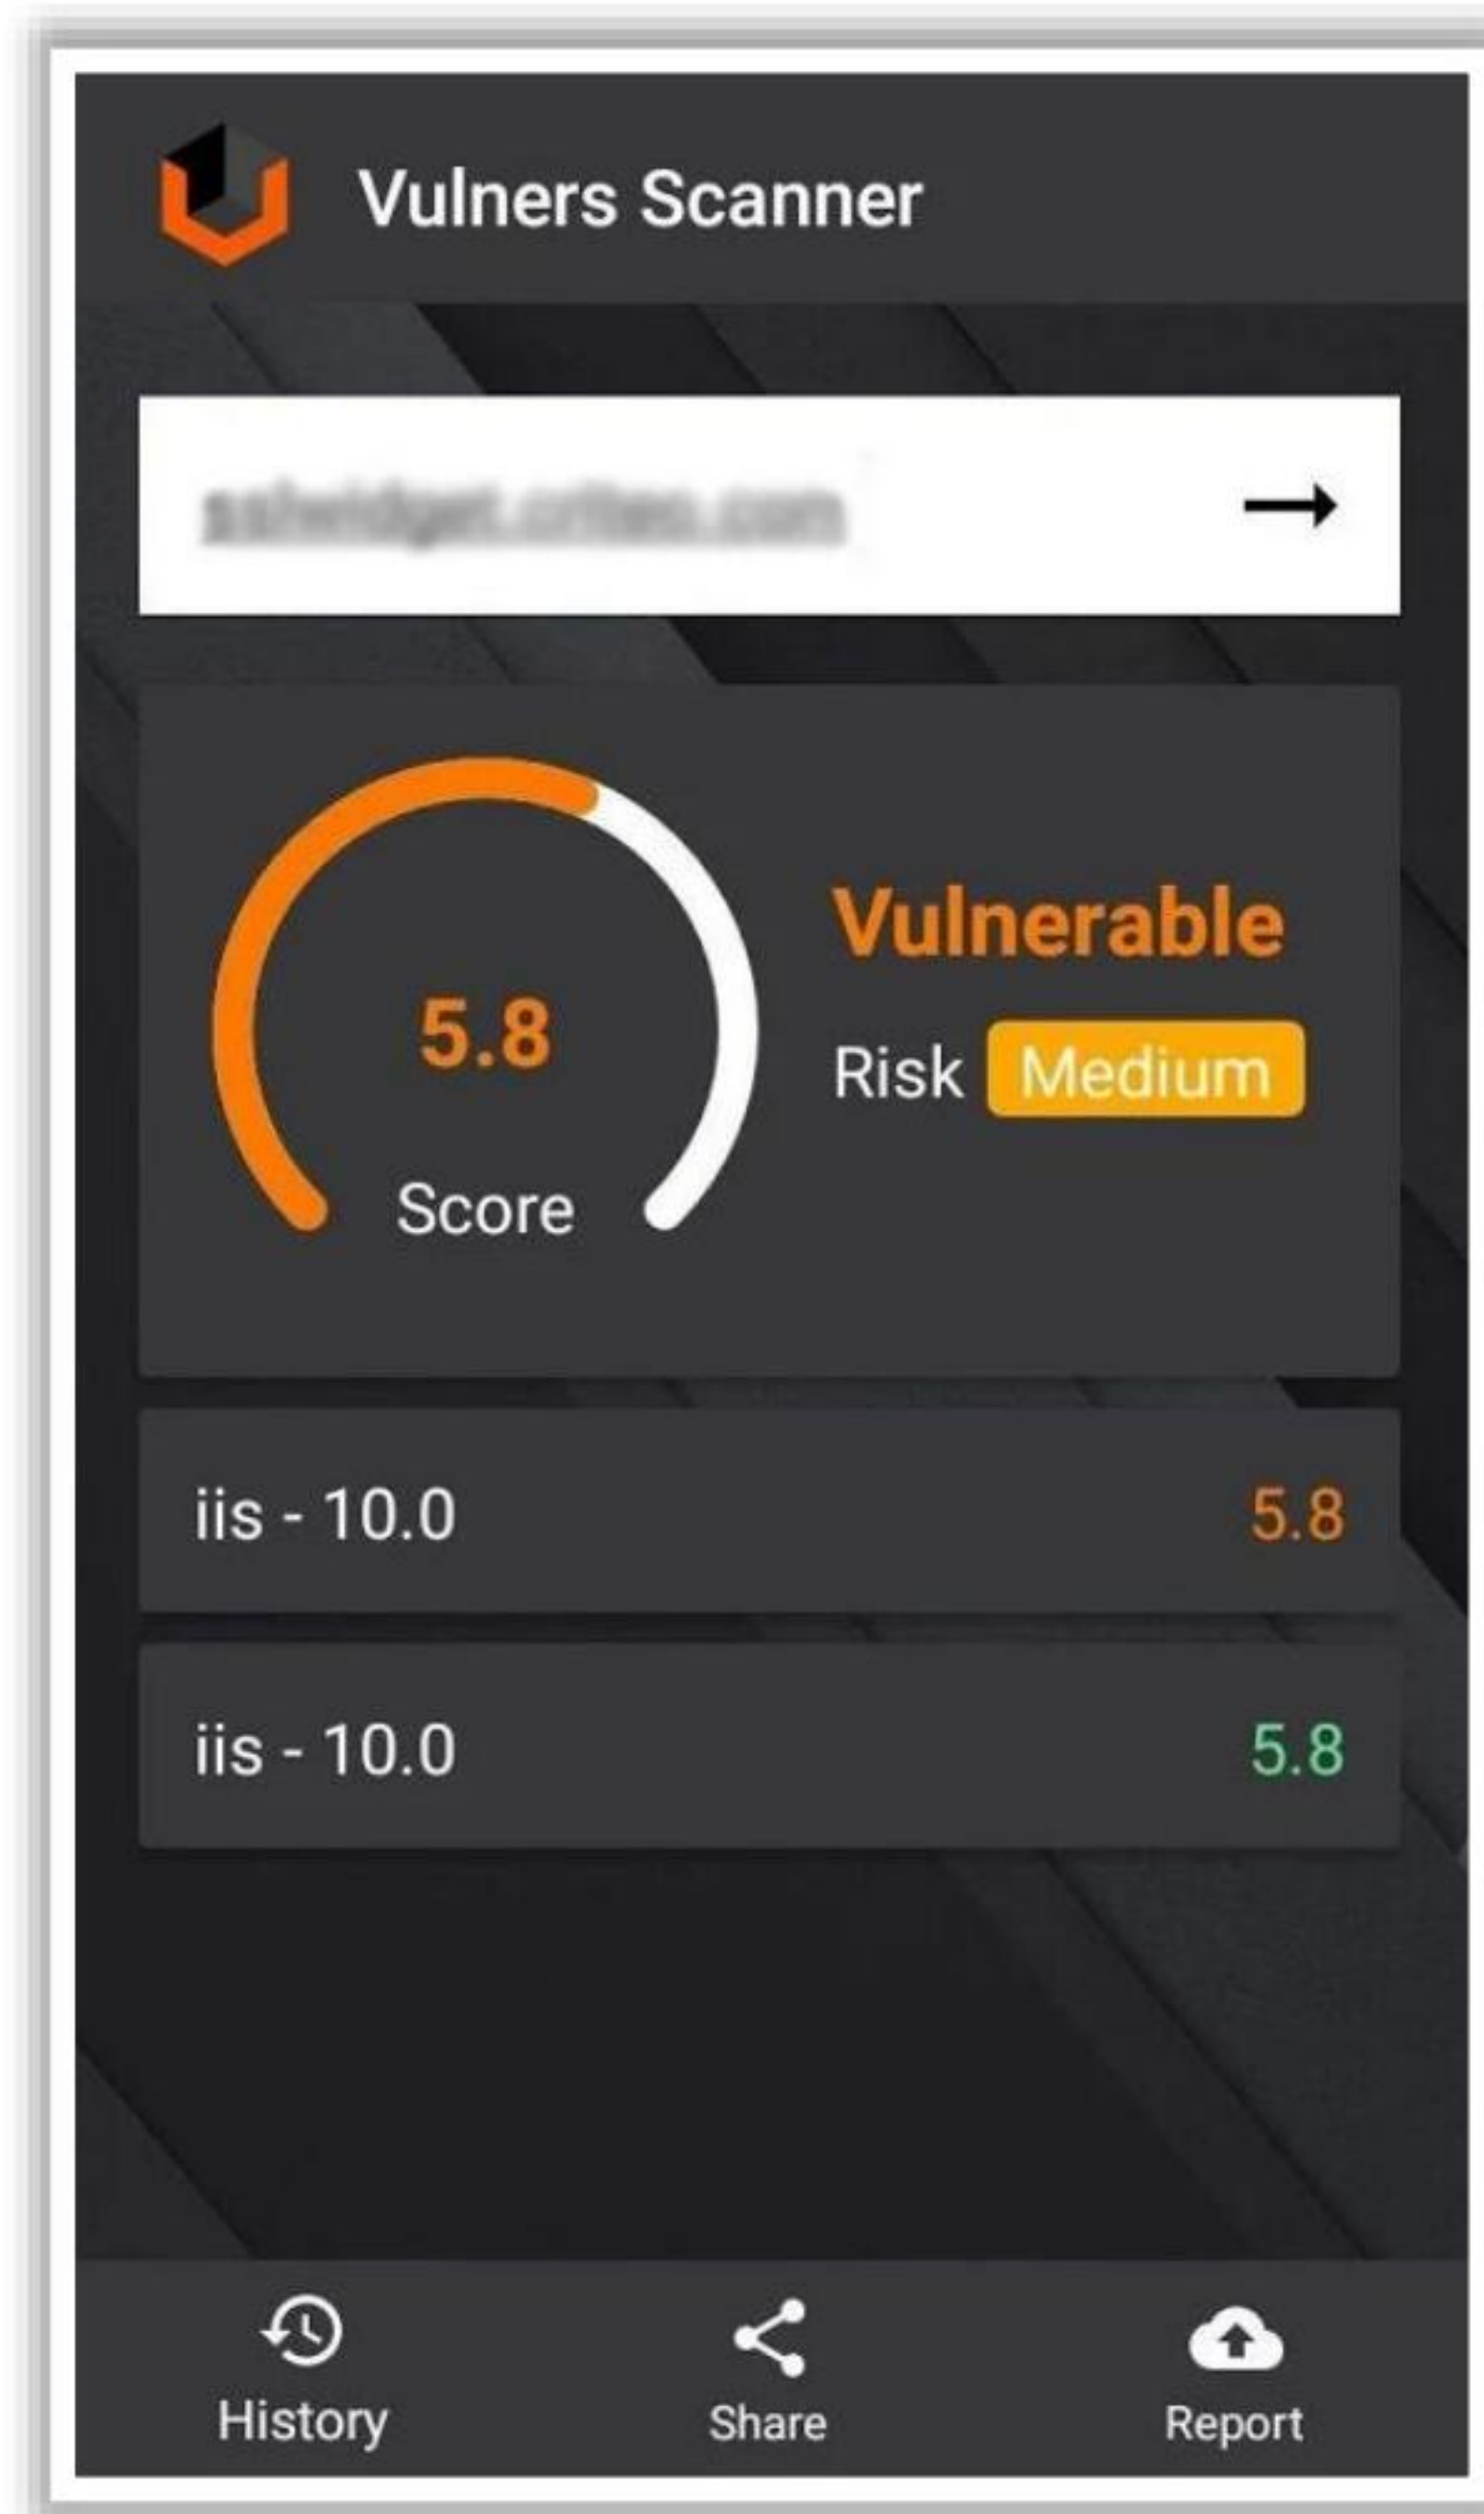 Vulners Scanner
5.8
Score
Vulnerable
Risk Medium
iis - 10.0 5.8
iis - 10.0 5.8
History Share Report